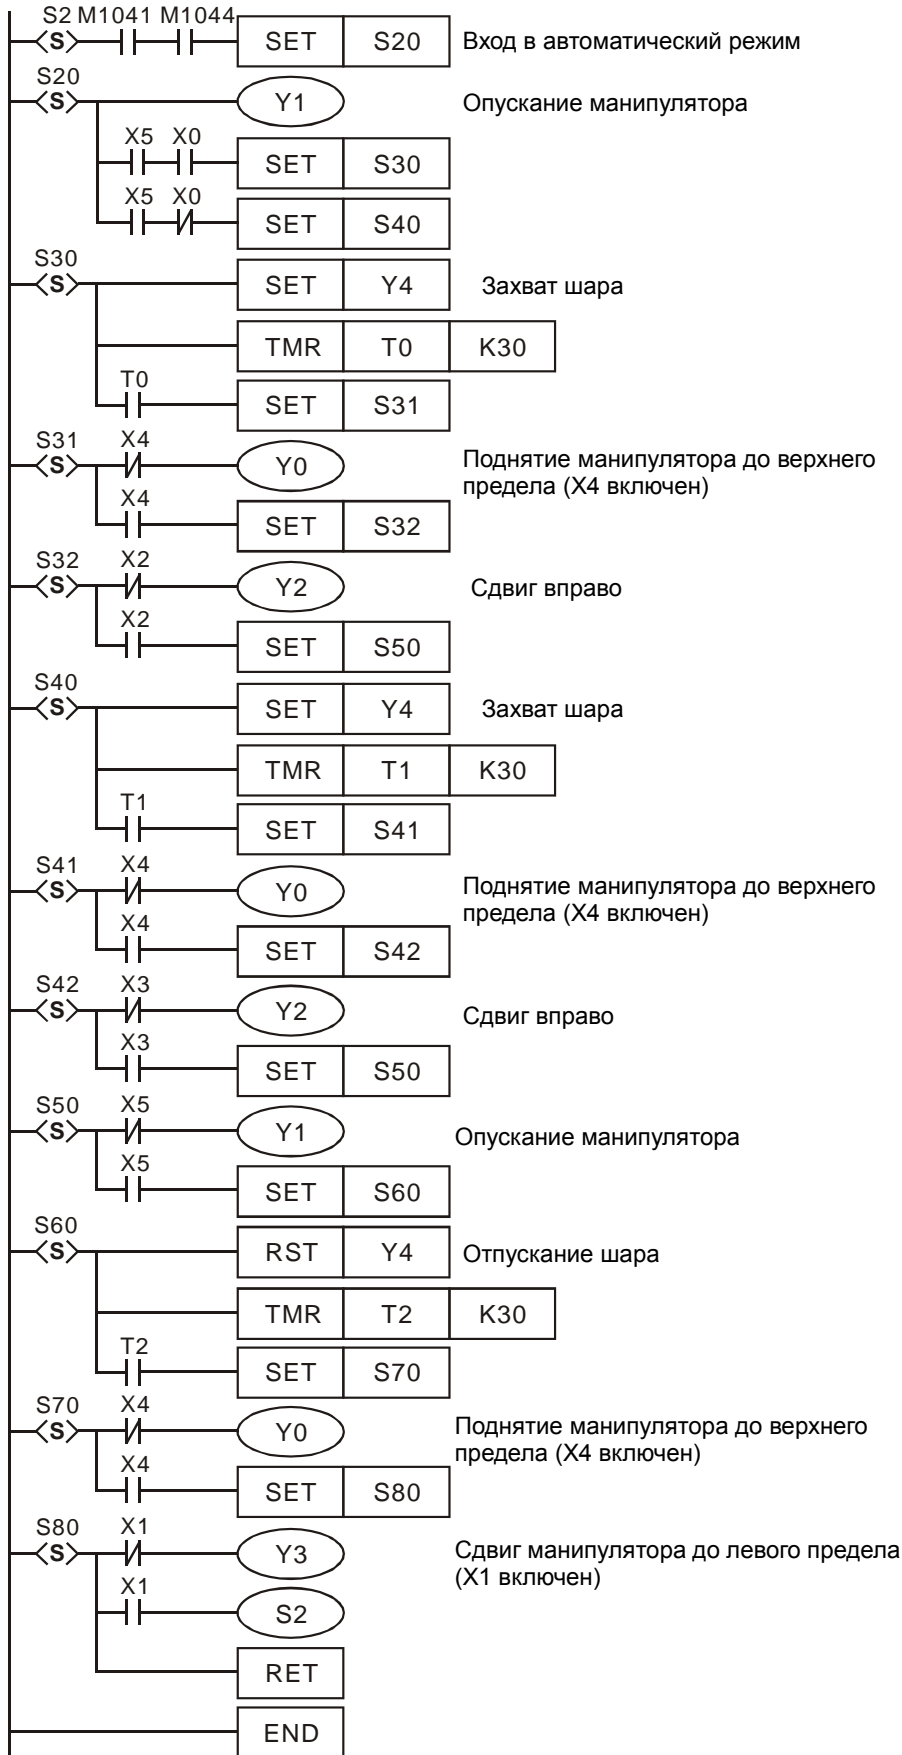 S2 M1041 M1044
S SET S20 Вход в автоматический режим
S20
S Y1 Опускание манипулятора
X5 X0
SET S30
X5 X0
SET S40
S30
S SET Y4 Захват шара
TMR T0 K30
T0
SET S31
S31 X4
S Y0 Поднятие манипулятора до верхнего
предела (X4 включен)
X4
SET S32
S32 X2
S Y2 Сдвиг вправо
X2
SET S50
S40
S SET Y4 Захват шара
TMR T1 K30
T1
SET S41
S41 X4
S Y0 Поднятие манипулятора до верхнего
предела (X4 включен)
X4
SET S42
S42 X3
S Y2 Сдвиг вправо
X3
SET S50
S50 X5
S Y1 Опускание манипулятора
X5
SET S60
S60
S RST Y4 Отпускание шара
TMR T2 K30
T2
SET S70
S70 X4
S Y0 Поднятие манипулятора до верхнего
предела (X4 включен)
X4
SET S80
S80 X1
S Y3 Сдвиг манипулятора до левого предела
(X1 включен)
X1
S2
RET
END